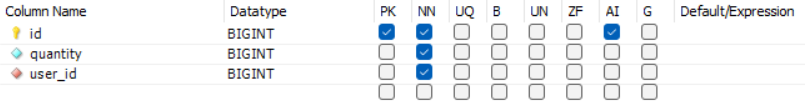 Column Name Datatype PK NN UQ B UN ZF AI G Default/Expression
id BIGINT
quantity BIGINT
user_id BIGINT